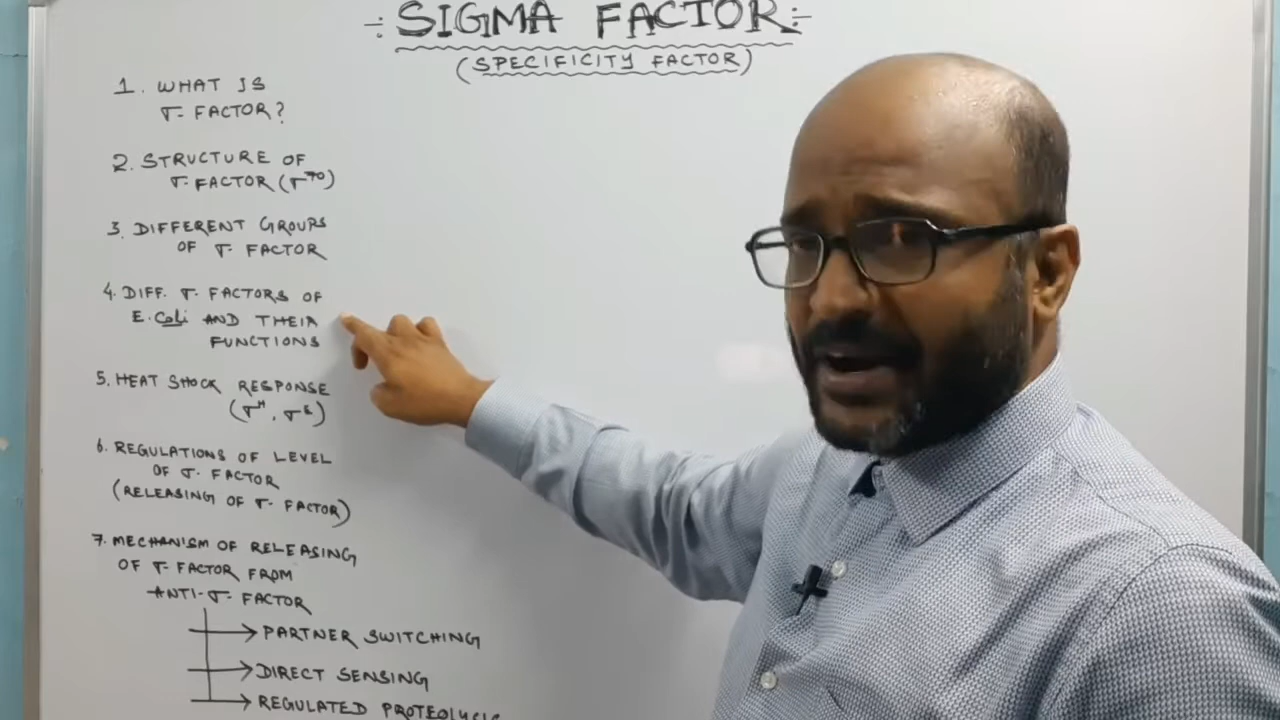 -: SIGMA FACTOR :-
(SPECIFICITY FACTOR)
1. WHAT IS
σ- FACTOR?
2. STRUCTURE OF
σ- FACTOR (σ⁷⁰)
3. DIFFERENT GROUPS
OF σ- FACTOR
4. DIFF. σ- FACTORS OF
E. Coli AND THEIR
FUNCTIONS
5. HEAT SHOCK RESPONSE
(σᴴ, σᴱ)
6. REGULATIONS OF LEVEL
OF σ- FACTOR
(RELEASING OF σ- FACTOR)
7. MECHANISM OF RELEASING
OF σ- FACTOR FROM
ANTI-σ- FACTOR
→ PARTNER SWITCHING
→ DIRECT SENSING
→ REGULATED PROTEOLYSIS